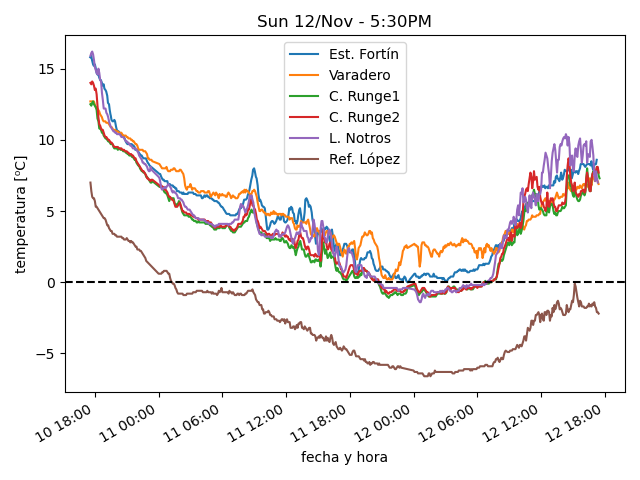 Sun 12/Nov - 5:30PM
Est. Fortín
Varadero
C. Runge1
C. Runge2
L. Notros
Ref. López
temperatura [ºC]
15
10
5
0
−5
10 18:00
11 00:00
11 06:00
11 12:00
11 18:00
12 00:00
12 06:00
12 12:00
12 18:00
fecha y hora